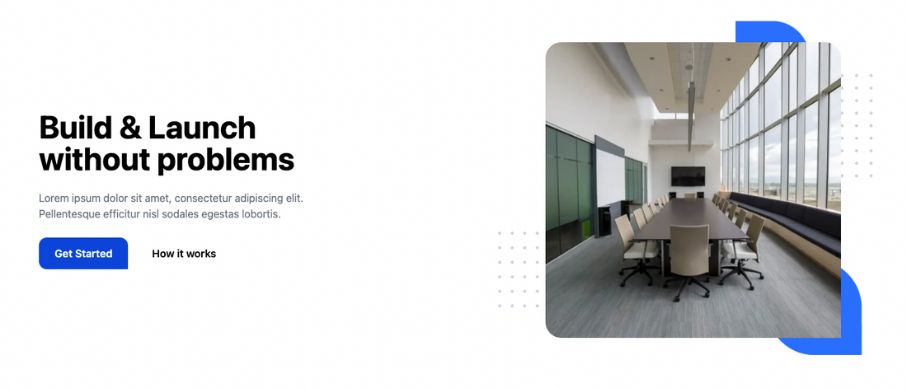 Build & Launch
without problems
Lorem ipsum dolor sit amet, consectetur adipiscing elit.
Pellentesque efficitur nisl sodales egestas lobortis.
Get Started
How it works